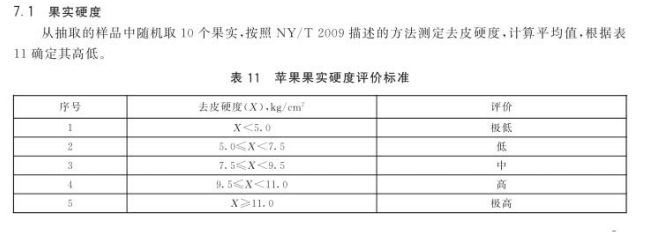 7.1 果实硬度
从抽取的样品中随机取 10 个果实,按照 NY/T 2009 描述的方法测定去皮硬度,计算平均值,根据表
11 确定其高低。
表 11 苹果果实硬度评价标准
序号 去皮硬度(X),kg/cm² 评价
1 X<5.0 极低
2 5.0≤X<7.5 低
3 7.5≤X<9.5 中
4 9.5≤X<11.0 高
5 X≥11.0 极高